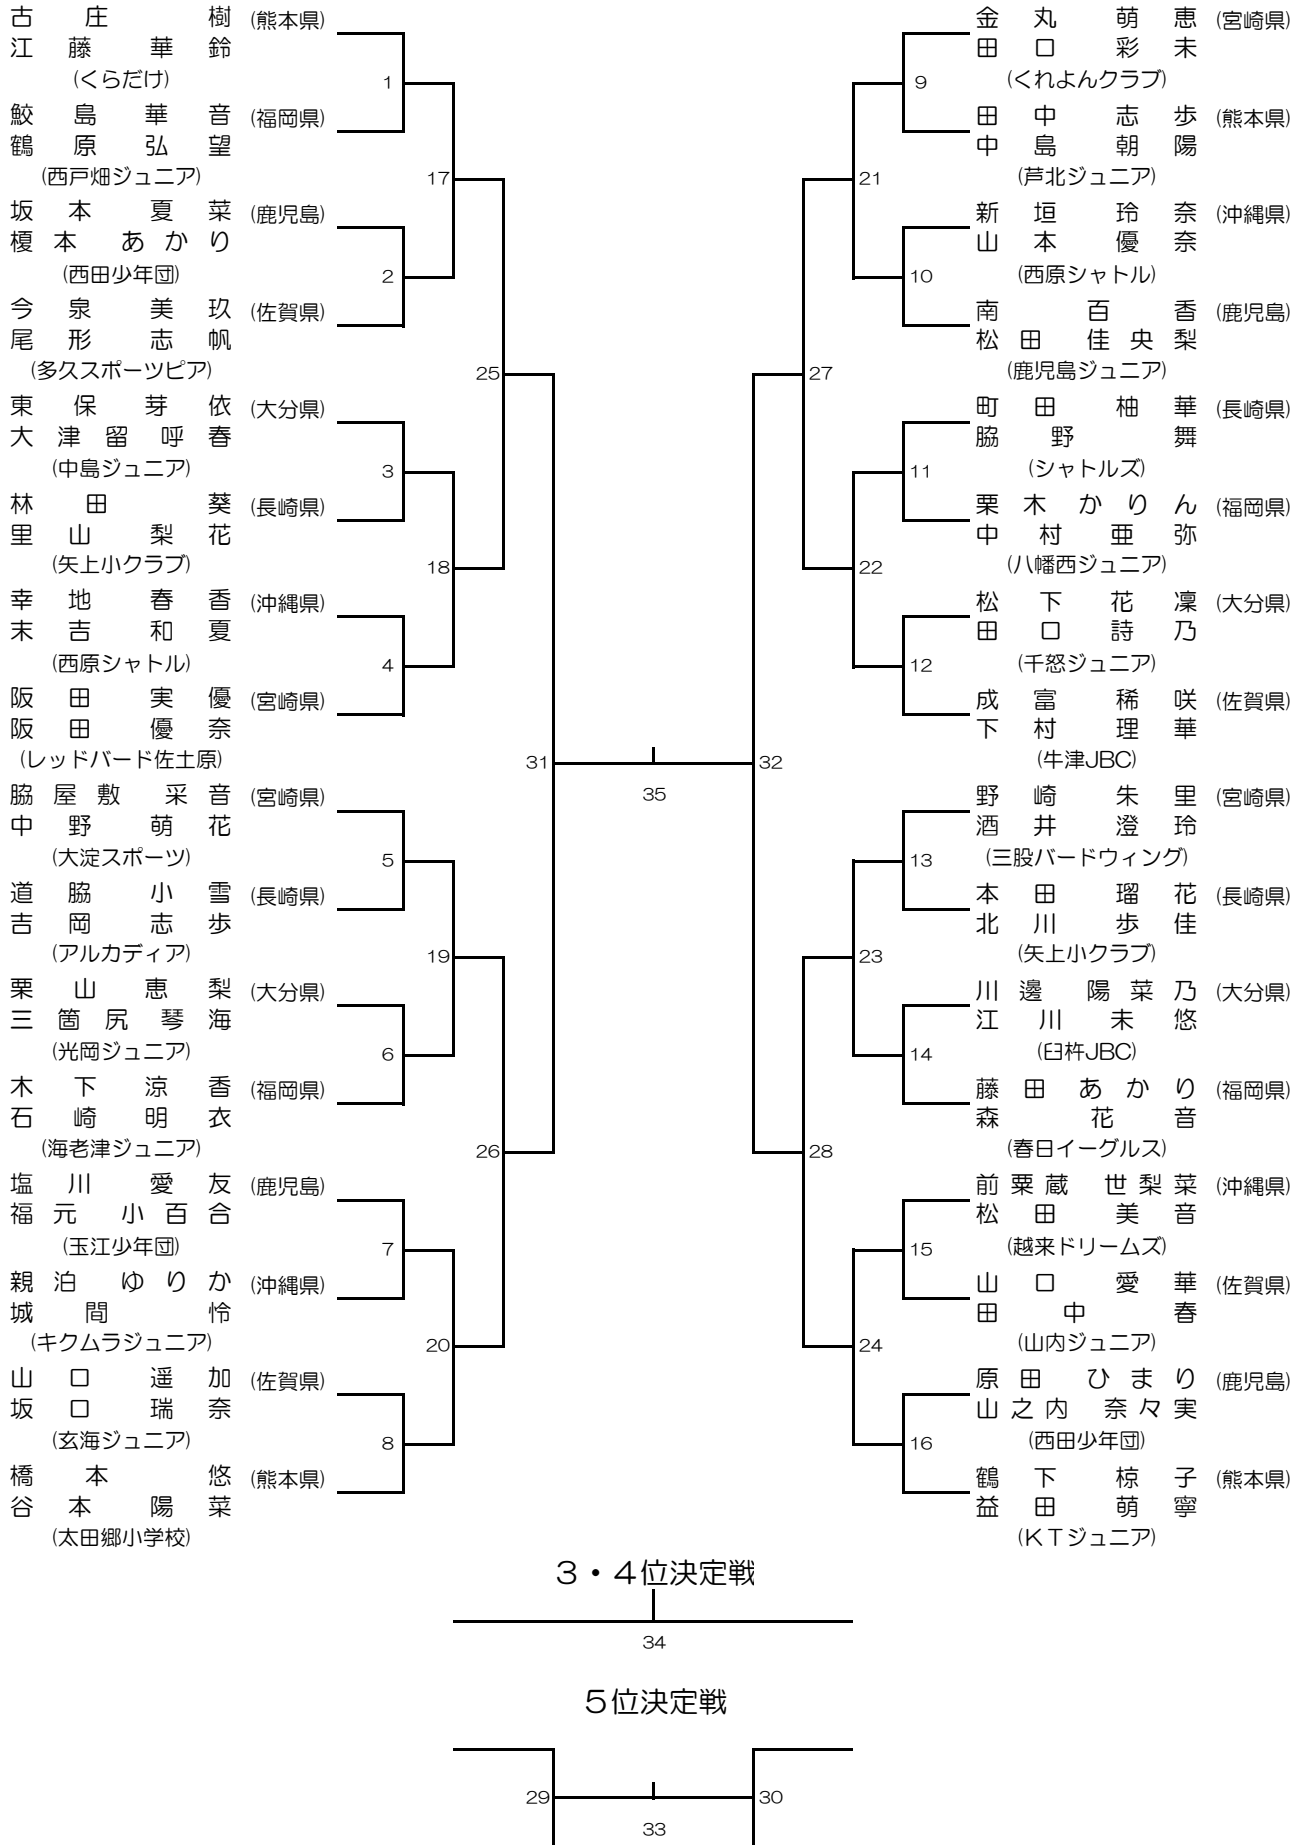 古庄 樹 (熊本県)
江藤 華鈴
(くらだけ)
1
鮫島 華音 (福岡県)
鶴原 弘望
(西戸畑ジュニア)
17
坂本 夏菜 (鹿児島)
榎本 あかり
(西田少年団)
2
今泉 美玖 (佐賀県)
尾形 志帆
(多久スポーツピア)
25
東保 芽依 (大分県)
大津留 呼春
(中島ジュニア)
3
林田 葵 (長崎県)
里山 梨花
(矢上小クラブ)
18
幸地 春香 (沖縄県)
末吉 和夏
(西原シャトル)
4
阪田 実優 (宮崎県)
阪田 優奈
(レッドバード佐土原)
31
脇屋敷 采音 (宮崎県)
中野 萌花
(大淀スポーツ)
5
道脇 小雪 (長崎県)
吉岡 志歩
(アルカディア)
19
栗山 恵梨 (大分県)
三箇尻 琴海
(光岡ジュニア)
6
木下 涼香 (福岡県)
石崎 明衣
(海老津ジュニア)
26
塩川 愛友 (鹿児島)
福元 小百合
(玉江少年団)
7
親泊 ゆりか (沖縄県)
城間 怜
(キクムラジュニア)
20
山口 遥加 (佐賀県)
坂口 瑞奈
(玄海ジュニア)
8
橋本 悠 (熊本県)
谷本 陽菜
(太田郷小学校)
35
金丸 萌恵 (宮崎県)
田口 彩未
(くれよんクラブ)
9
田中 志歩 (熊本県)
中島 朝陽
(芦北ジュニア)
21
新垣 玲奈 (沖縄県)
山本 優奈
(西原シャトル)
10
南 百香 (鹿児島)
松田 佳央梨
(鹿児島ジュニア)
27
町田 柚華 (長崎県)
脇野 舞
(シャトルズ)
11
栗木 かりん (福岡県)
中村 亜弥
(八幡西ジュニア)
22
松下 花凜 (大分県)
田口 詩乃
(千怒ジュニア)
12
成富 稀咲 (佐賀県)
下村 理華
(牛津JBC)
32
野崎 朱里 (宮崎県)
酒井 澄玲
(三股バードウィング)
13
本田 瑠花 (長崎県)
北川 歩佳
(矢上小クラブ)
23
川邊 陽菜乃 (大分県)
江川 未悠
(臼杵JBC)
14
藤田 あかり (福岡県)
森 花音
(春日イーグルス)
28
前粟蔵 世梨菜 (沖縄県)
松田 美音
(越来ドリームズ)
15
山口 愛華 (佐賀県)
田中 春
(山内ジュニア)
24
原田 ひまり (鹿児島)
山之内 奈々実
(西田少年団)
16
鶴下 椋子 (熊本県)
益田 萌寧
(KTジュニア)
3・4位決定戦
34
5位決定戦
29
30
33